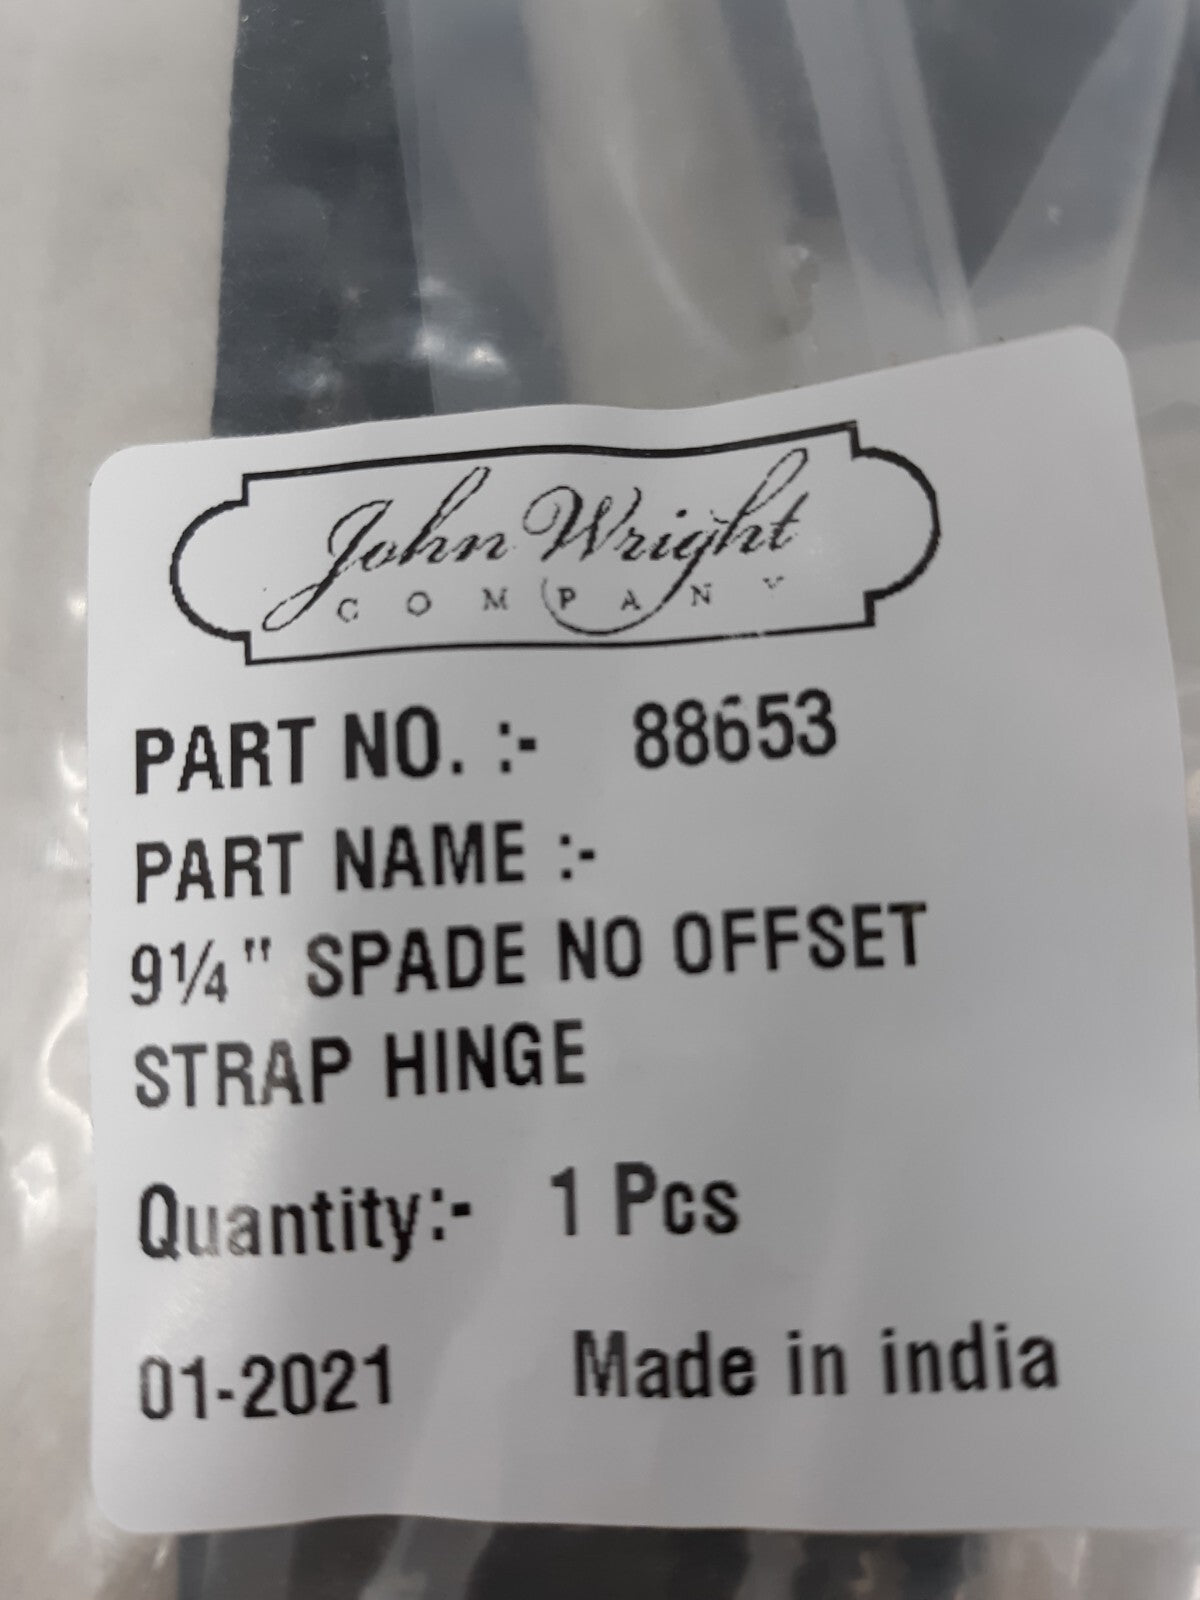 John Wright
COMPANY
PART NO. :- 88653
PART NAME :-
9¼" SPADE NO OFFSET
STRAP HINGE
Quantity:- 1 Pcs
01-2021 Made in india